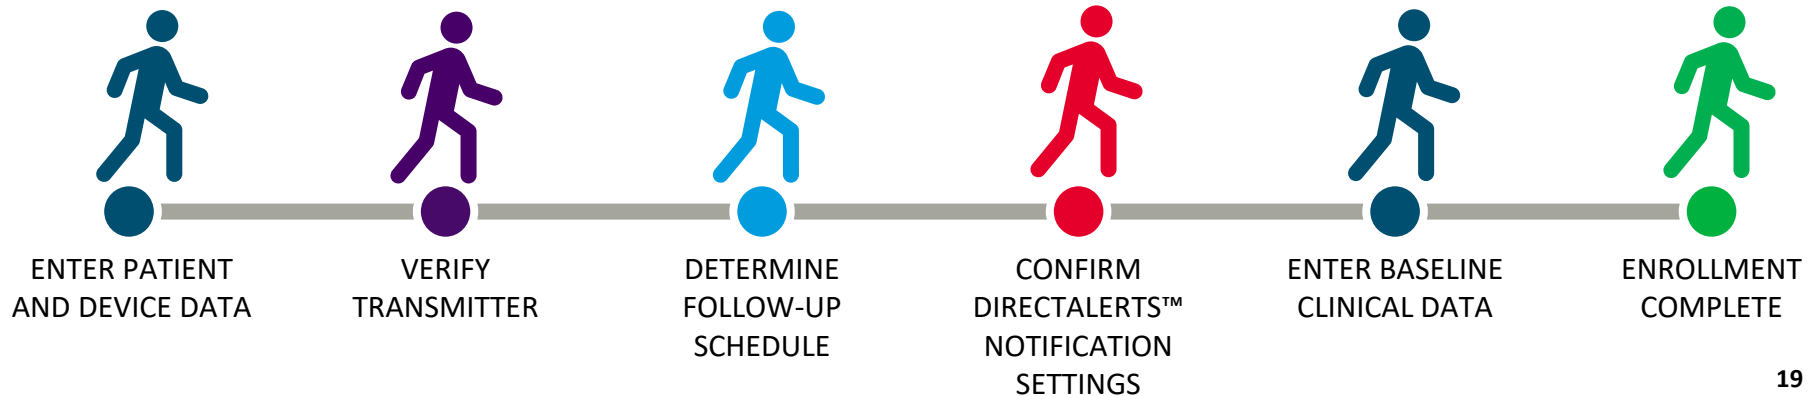 ENTER PATIENT
AND DEVICE DATA
VERIFY
TRANSMITTER
DETERMINE
FOLLOW-UP
SCHEDULE
CONFIRM
DIRECTALERTS™
NOTIFICATION
SETTINGS
ENTER BASELINE
CLINICAL DATA
ENROLLMENT
COMPLETE
19